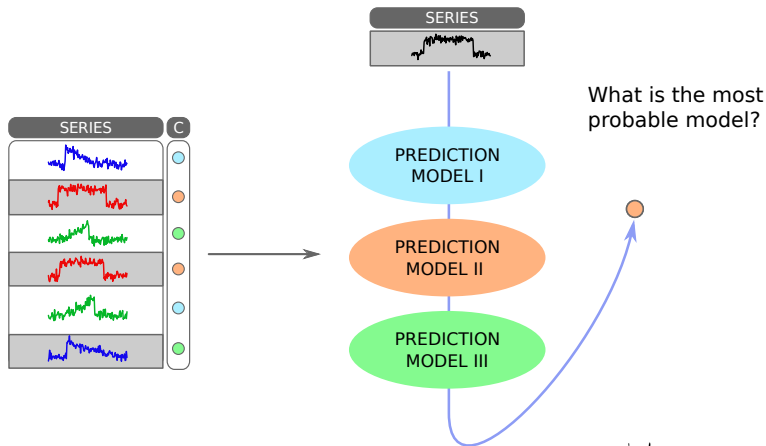 SERIES
What is the most
probable model?
SERIES C
PREDICTION
MODEL I
PREDICTION
MODEL II
PREDICTION
MODEL III